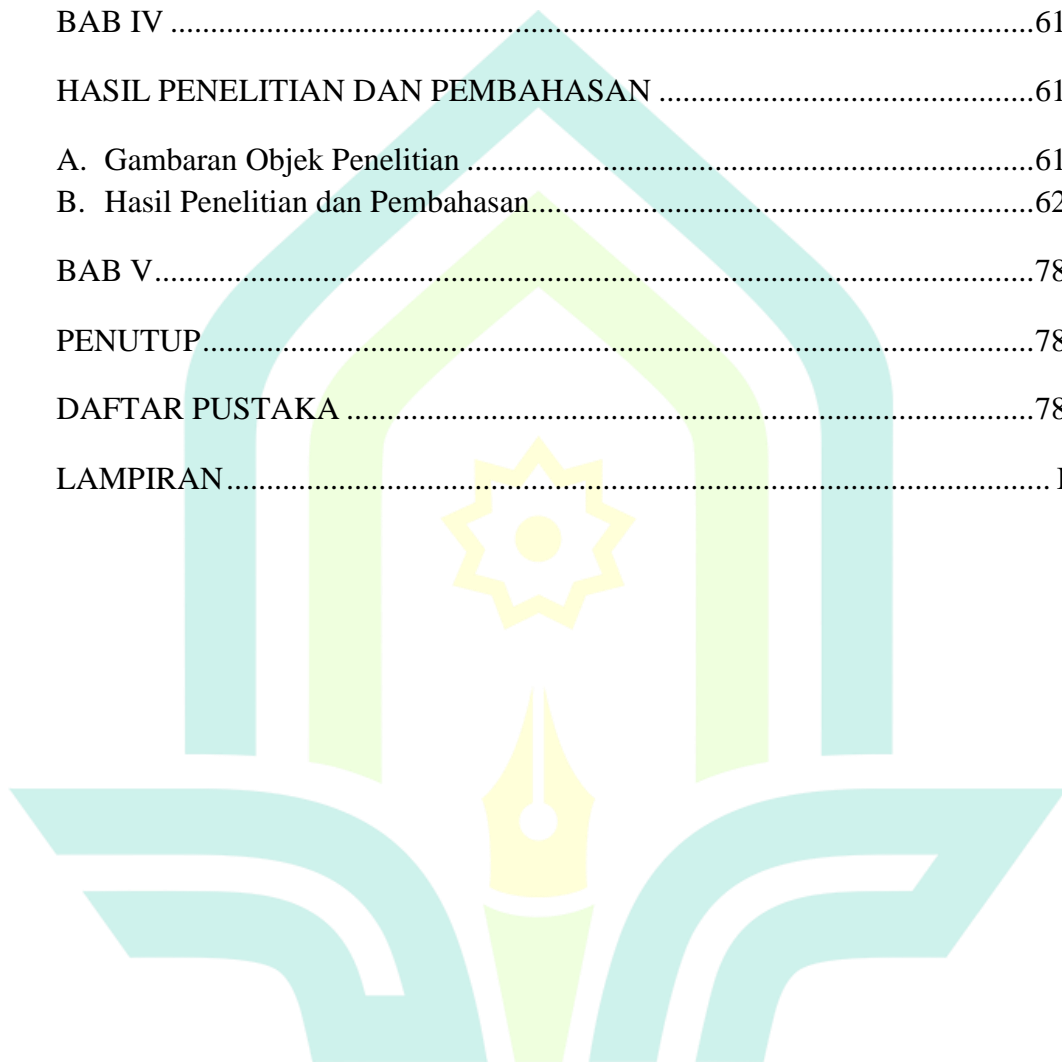 BAB IV ....................................................................................................61
HASIL PENELITIAN DAN PEMBAHASAN ...............................................61
A. Gambaran Objek Penelitian ....................................................................61
B. Hasil Penelitian dan Pembahasan............................................................62
BAB V......................................................................................................78
PENUTUP.................................................................................................78
DAFTAR PUSTAKA .................................................................................78
LAMPIRAN................................................................................................ I